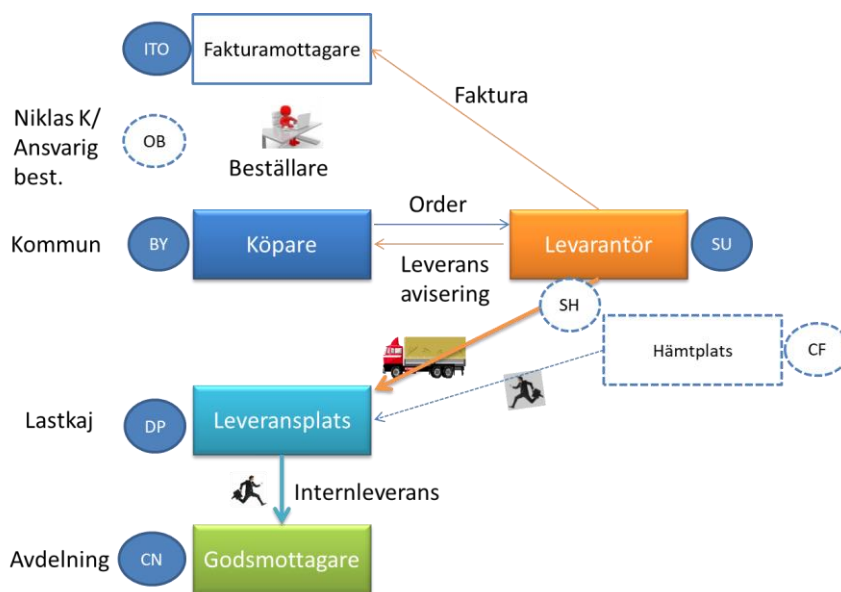 ITO
Fakturamottagare
Faktura
Niklas K/
Ansvarig
best.
OB
Beställare
Order
Kommun
BY
Köpare
Levarantör
SU
Leverans
avisering
SH
Hämtplats
CF
Lastkaj
DP
Leveransplats
Internleverans
Avdelning
CN
Godsmottagare